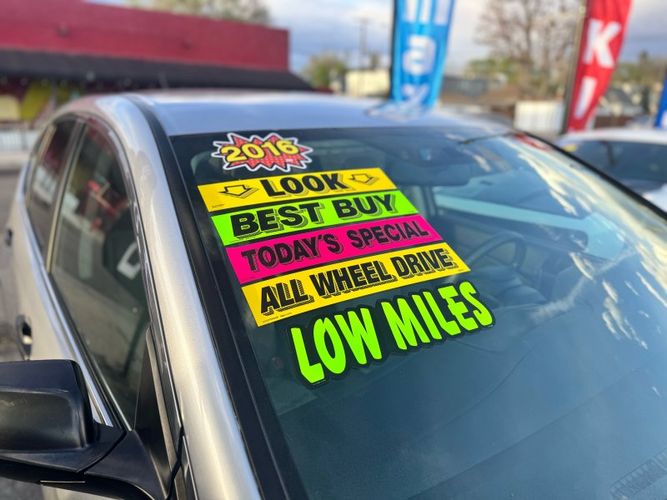 2016
LOOK
BEST BUY
TODAY'S SPECIAL
ALL WHEEL DRIVE
LOW MILES